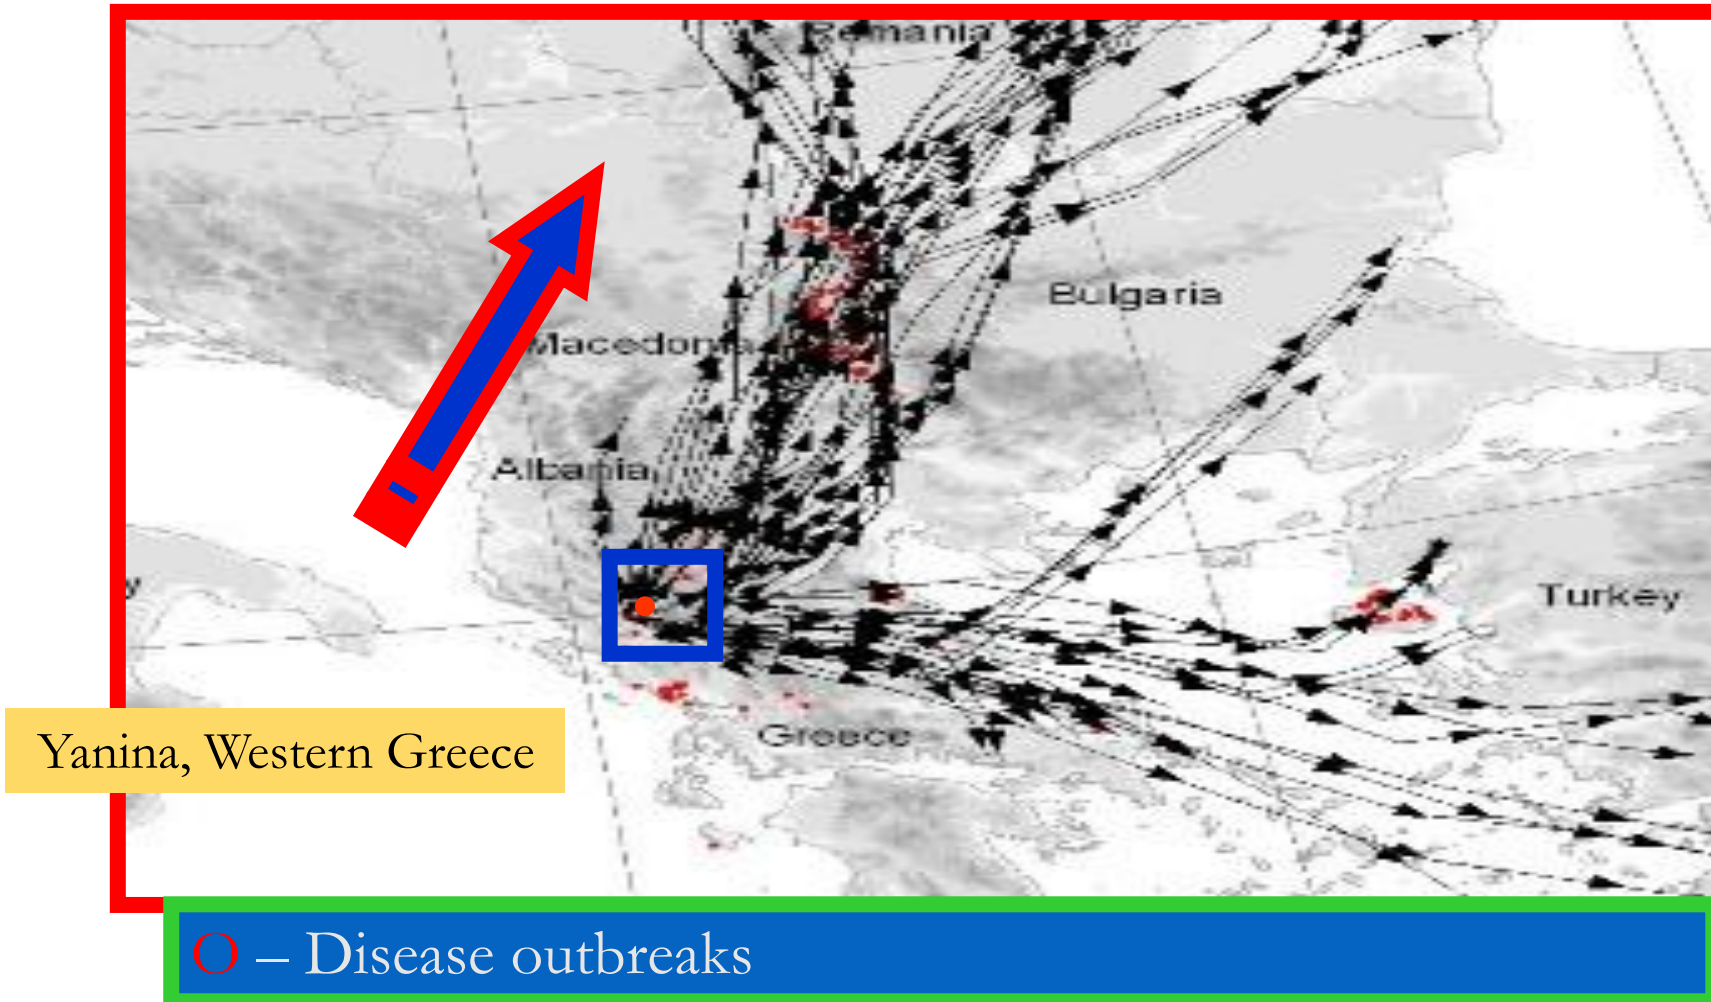 Romania
Bulgaria
Macedonia
Albania
y
Turkey
Greece
Yanina, Western Greece
O – Disease outbreaks